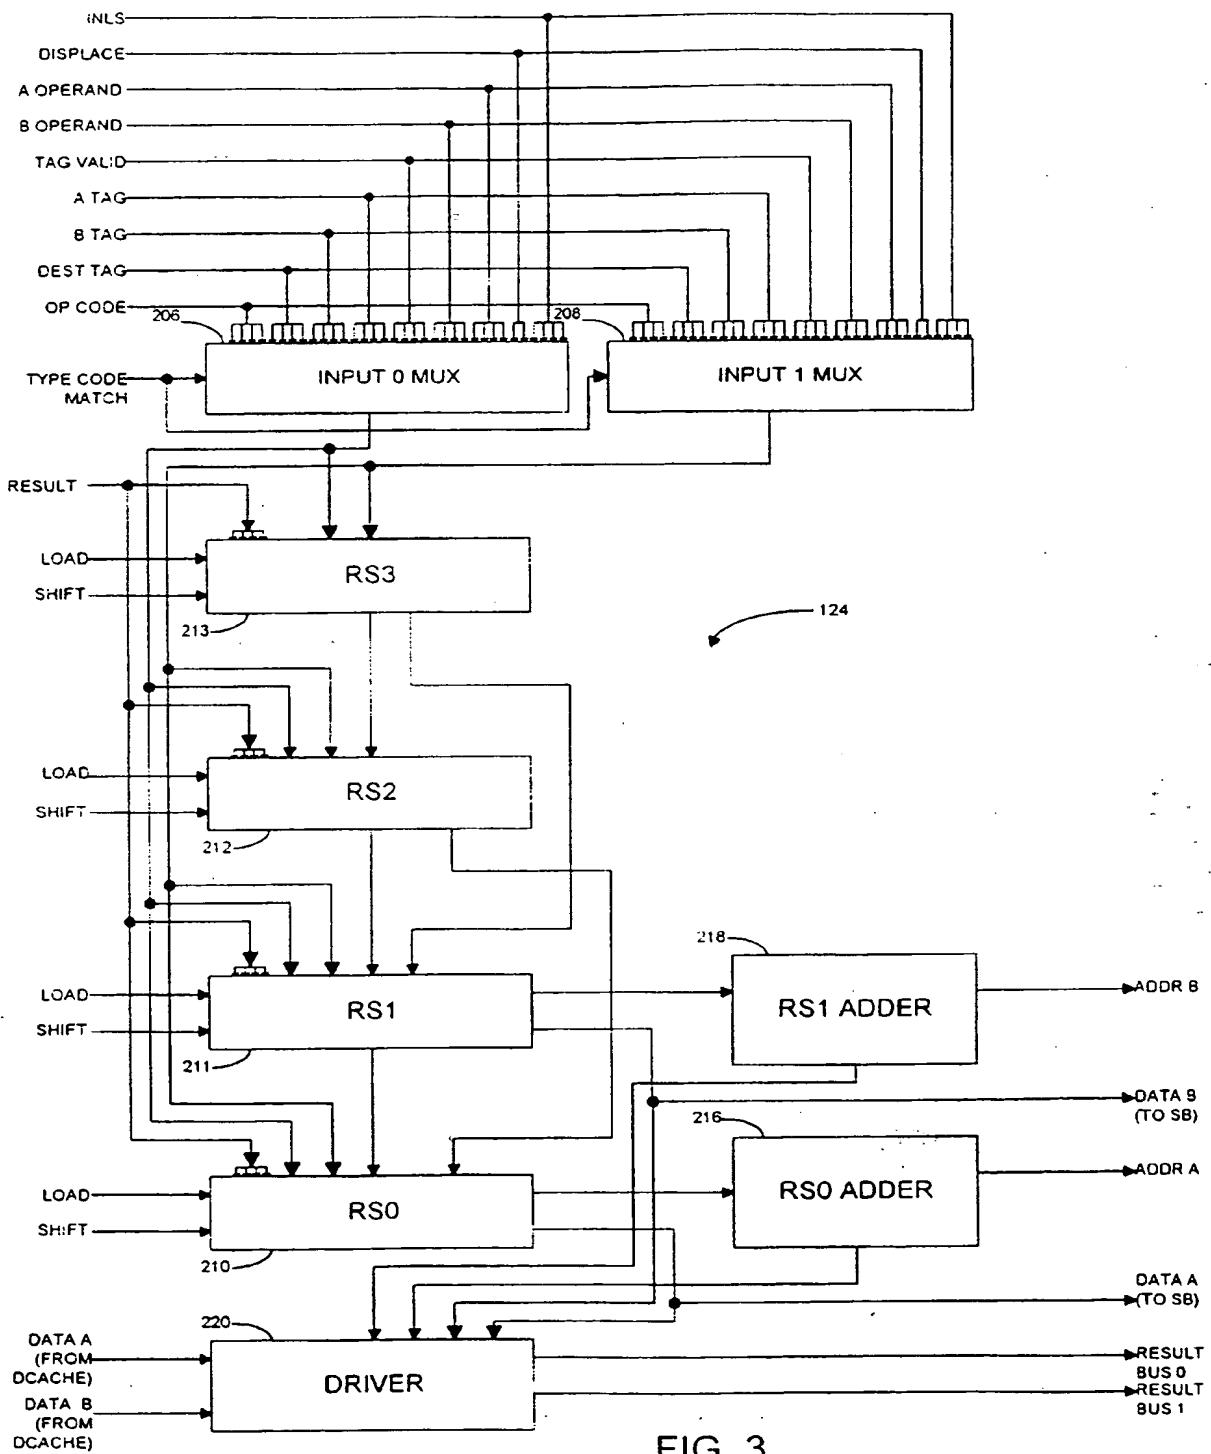 INLS
DISPLACE
A OPERAND
B OPERAND
TAG VALID
A TAG
B TAG
DEST TAG
OP CODE
206
208
TYPE CODE
MATCH
INPUT 0 MUX
INPUT 1 MUX
RESULT
LOAD
SHIFT
RS3
213
124
LOAD
SHIFT
RS2
212
218
LOAD
SHIFT
RS1
211
RS1 ADDER
ADDR B
DATA B
(TO SB)
216
LOAD
SHIFT
RS0
210
RS0 ADDER
ADDR A
DATA A
(TO SB)
220
DATA A
(FROM
DCACHE)
DATA B
(FROM
DCACHE)
DRIVER
RESULT
BUS 0
RESULT
BUS 1
FIG. 3